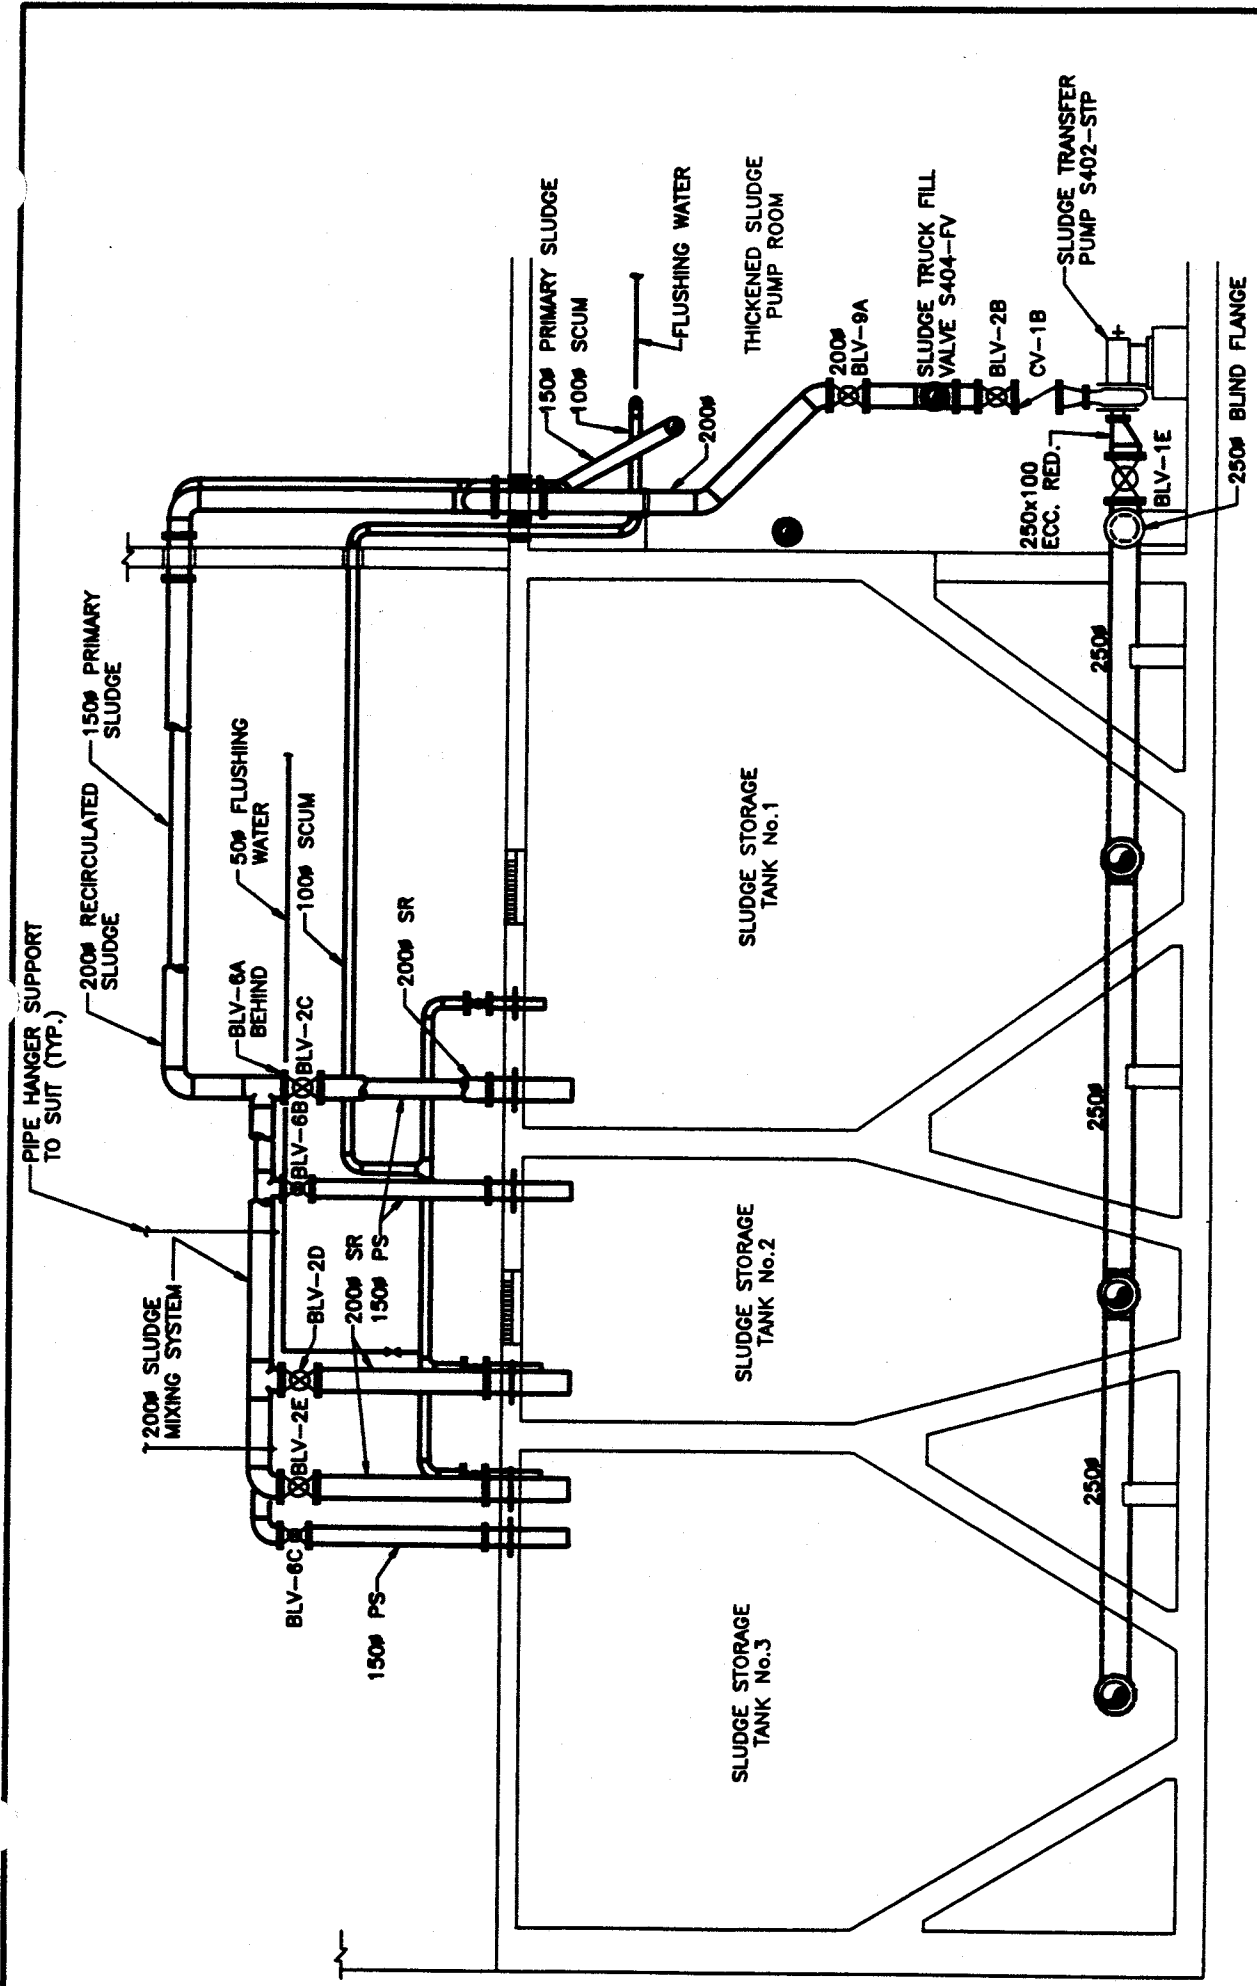 PIPE HANGER SUPPORT
TO SUIT (TYP.)
200ø RECIRCULATED
SLUDGE
150ø PRIMARY
SLUDGE
200ø SLUDGE
MIXING SYSTEM
BLV-6A
BEHIND
50ø FLUSHING
WATER
BLV-6C
BLV-2E
BLV-2D
BLV-6B
BLV-2C
100ø SCUM
150ø PS
200ø SR
150ø PS
200ø SR
150ø PRIMARY SLUDGE
100ø SCUM
FLUSHING WATER
200ø
THICKENED SLUDGE
PUMP ROOM
SLUDGE STORAGE
TANK No.3
SLUDGE STORAGE
TANK No.2
SLUDGE STORAGE
TANK No.1
200ø
BLV-9A
SLUDGE TRUCK FILL
VALVE S404-FV
BLV-2B
CV-1B
SLUDGE TRANSFER
PUMP S402-STP
250x100
ECC. RED.
250ø
250ø
250ø
BLV-1E
250ø BLIND FLANGE